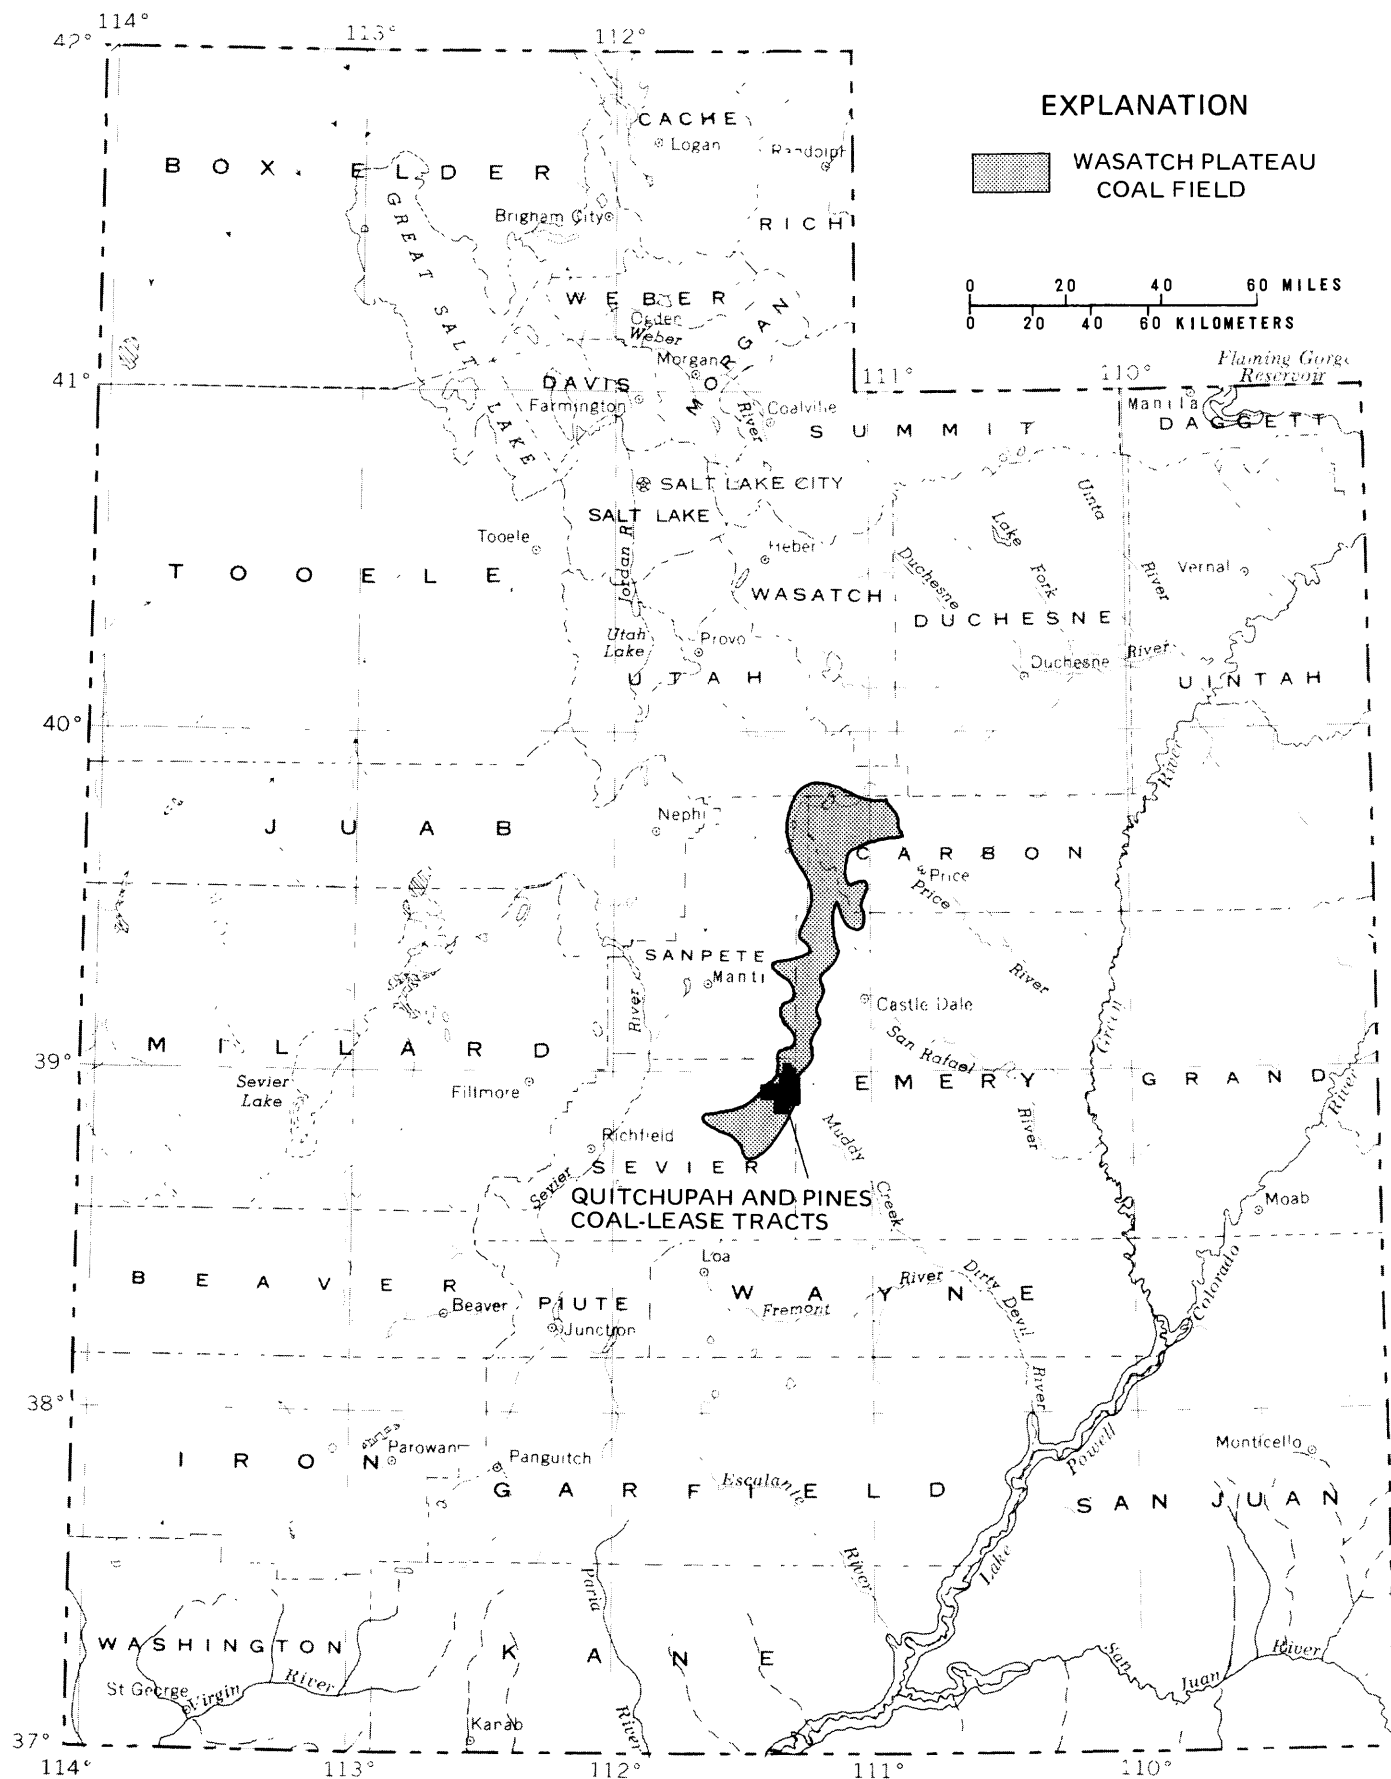 114°
113°
112°
42°
EXPLANATION
WASATCH PLATEAU
COAL FIELD
CACHE
Logan
Randolph
BOX ELDER
Brigham City
RICH
GREAT SALT LAKE
0 20 40 60 MILES
0 20 40 60 KILOMETERS
WEBER
Ogden
Weber
River
MORGAN
Morgan
41°
111°
110°
Flaming Gorge
Reservoir
Manila
DAGGETT
DAVIS
Farmington
Coalville
SUMMIT
SALT LAKE CITY
SALT LAKE
Uinta
River
Lake
Fork
Tooele
Jordan R
Heber
Duchesne
River
Vernal
TOOELE
WASATCH
DUCHESNE
Utah
Lake
Provo
Duchesne
UTAH
UINTAH
40°
River
Nephi
JUAB
CARBON
Price
Price
River
SANPETE
Manti
River
Castle Dale
San Rafael
River
Green
MILLARD
39°
Sevier
Lake
Fillmore
EMERY
GRAND
River
Richfield
Muddy
Creek
SEVIER
Sevier
QUITCHUPAH AND PINES
COAL-LEASE TRACTS
Moab
Loa
BEAVER
Beaver
PIUTE
Junction
WAYNE
Fremont
River
Dirty Devil
River
Colorado
38°
IRON
Parowan
Panguitch
Monticello
Powell
Lake
GARFIELD
Escalante
River
SAN JUAN
Paria
River
WASHINGTON
KANE
St George
Virgin
River
San
Juan
River
Kanab
37°
114°
113°
112°
111°
110°